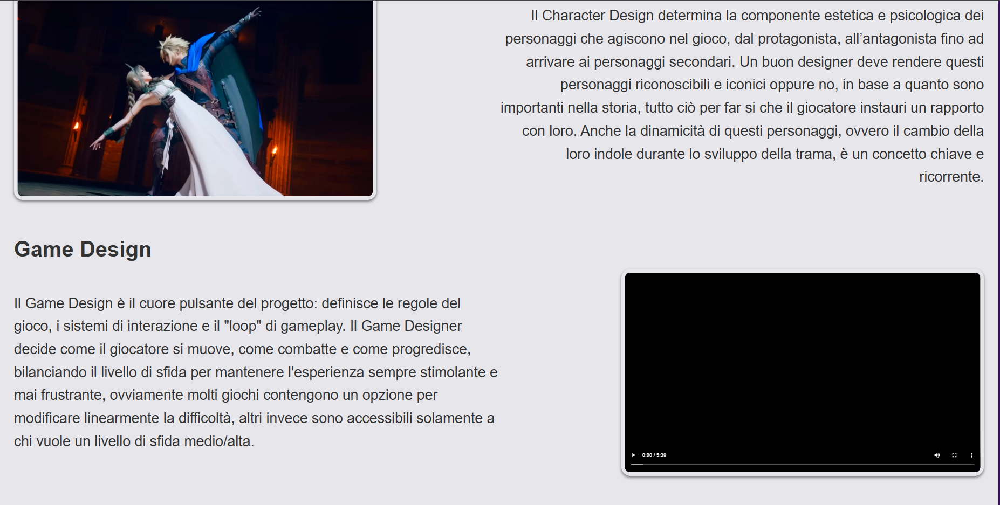 Il Character Design determina la componente estetica e psicologica dei
personaggi che agiscono nel gioco, dal protagonista, all’antagonista fino ad
arrivare ai personaggi secondari. Un buon designer deve rendere questi
personaggi riconoscibili e iconici oppure no, in base a quanto sono
importanti nella storia, tutto ciò per far si che il giocatore instauri un rapporto
con loro. Anche la dinamicità di questi personaggi, ovvero il cambio della
loro indole durante lo sviluppo della trama, è un concetto chiave e
ricorrente.
Game Design
Il Game Design è il cuore pulsante del progetto: definisce le regole del
gioco, i sistemi di interazione e il "loop" di gameplay. Il Game Designer
decide come il giocatore si muove, come combatte e come progredisce,
bilanciando il livello di sfida per mantenere l'esperienza sempre stimolante e
mai frustrante, ovviamente molti giochi contengono un opzione per
modificare linearmente la difficoltà, altri invece sono accessibili solamente a
chi vuole un livello di sfida medio/alta.
0:00 / 5:39